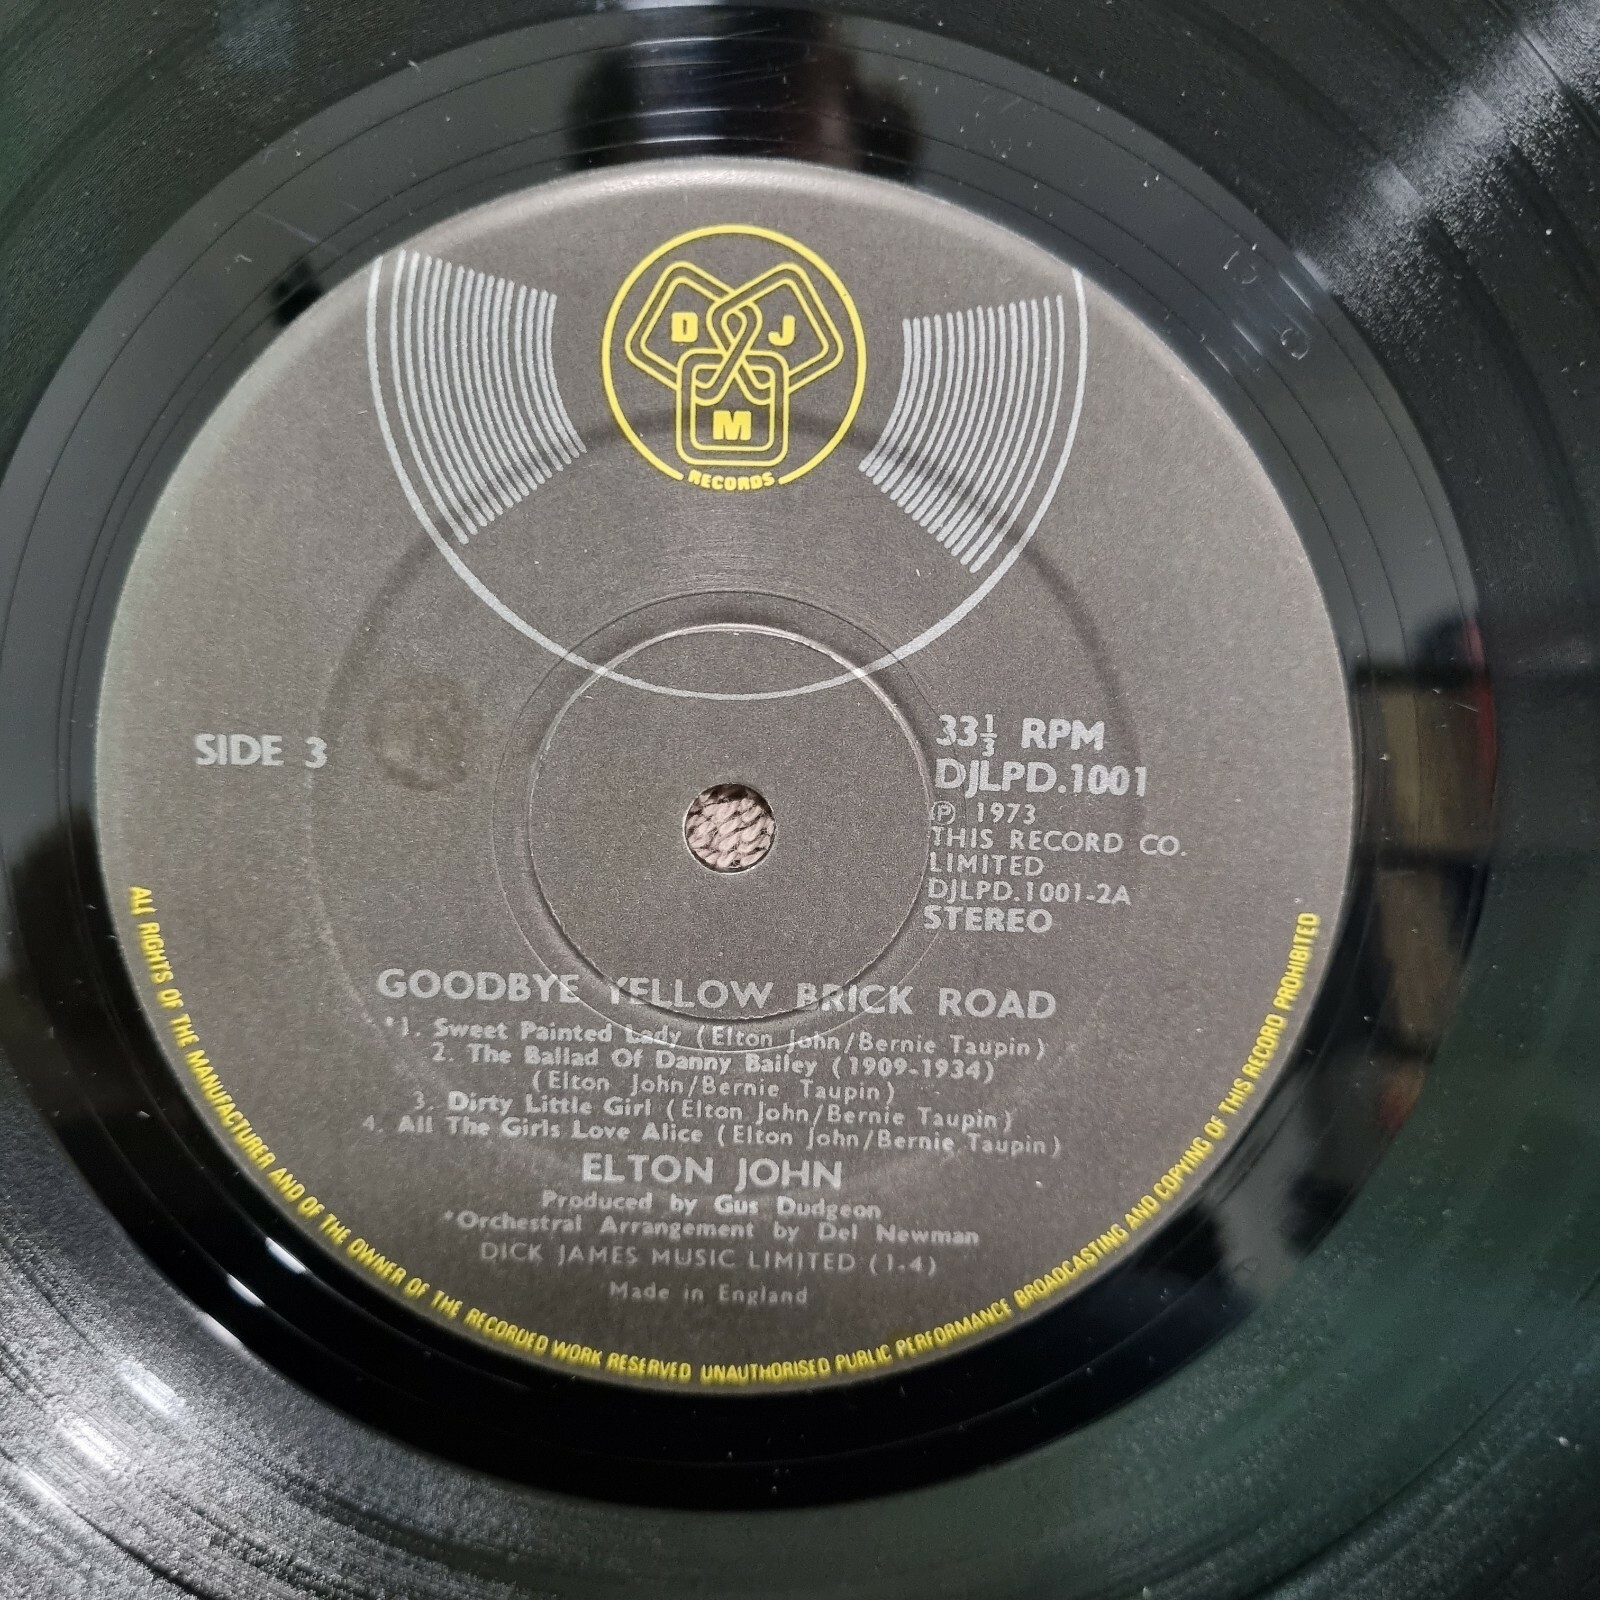 D J
M
RECORDS
SIDE 3
33⅓ RPM
DJLPD.1001
℗ 1973
THIS RECORD CO.
LIMITED
DJLPD.1001-2A
STEREO
GOODBYE YELLOW BRICK ROAD
*1. Sweet Painted Lady (Elton John/Bernie Taupin)
2. The Ballad Of Danny Bailey (1909-1934)
(Elton John/Bernie Taupin)
3. Dirty Little Girl (Elton John/Bernie Taupin)
4. All The Girls Love Alice (Elton John/Bernie Taupin)
ELTON JOHN
Produced by Gus Dudgeon
*Orchestral Arrangement by Del Newman
DICK JAMES MUSIC LIMITED (1-4)
Made in England
ALL RIGHTS OF THE MANUFACTURER AND OF THE OWNER OF THE RECORDED WORK RESERVED UNAUTHORISED PUBLIC PERFORMANCE BROADCASTING AND COPYING OF THIS RECORD PROHIBITED